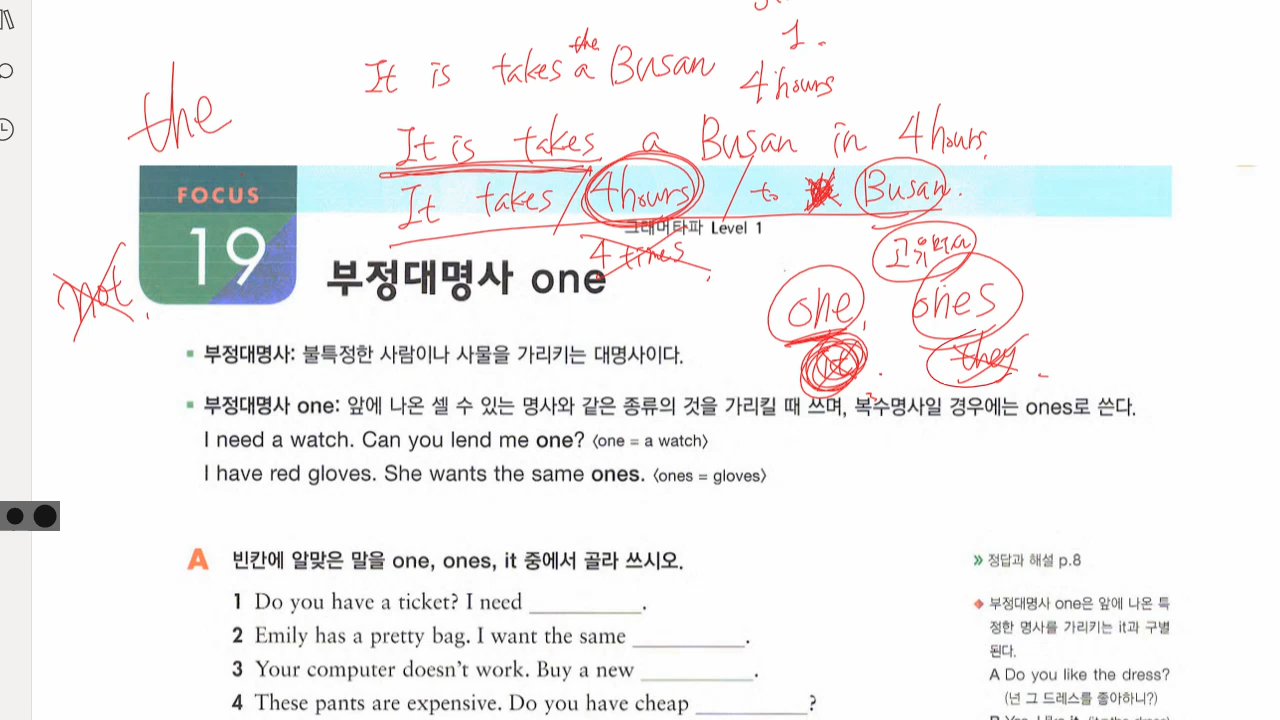 1.
the
It is takes a Busan
4 hours
the
It is takes a Busan in 4 hours.
FOCUS
It takes / 4 hours / to Busan.
그래머타파 Level 1
19
4 times
고유명사
not.
부정대명사 one
one, ones
it. they.
부정대명사: 불특정한 사람이나 사물을 가리키는 대명사이다.
부정대명사 one: 앞에 나온 셀 수 있는 명사와 같은 종류의 것을 가리킬 때 쓰며, 복수명사일 경우에는 ones로 쓴다.
I need a watch. Can you lend me one? 〈one = a watch〉
I have red gloves. She wants the same ones. 〈ones = gloves〉
A 빈칸에 알맞은 말을 one, ones, it 중에서 골라 쓰시오.
1 Do you have a ticket? I need ________.
2 Emily has a pretty bag. I want the same ________.
3 Your computer doesn't work. Buy a new ________.
4 These pants are expensive. Do you have cheap ________?
» 정답과 해설 p.8
부정대명사 one은 앞에 나온 특
정한 명사를 가리키는 it과 구별
된다.
A Do you like the dress?
(넌 그 드레스를 좋아하니?)